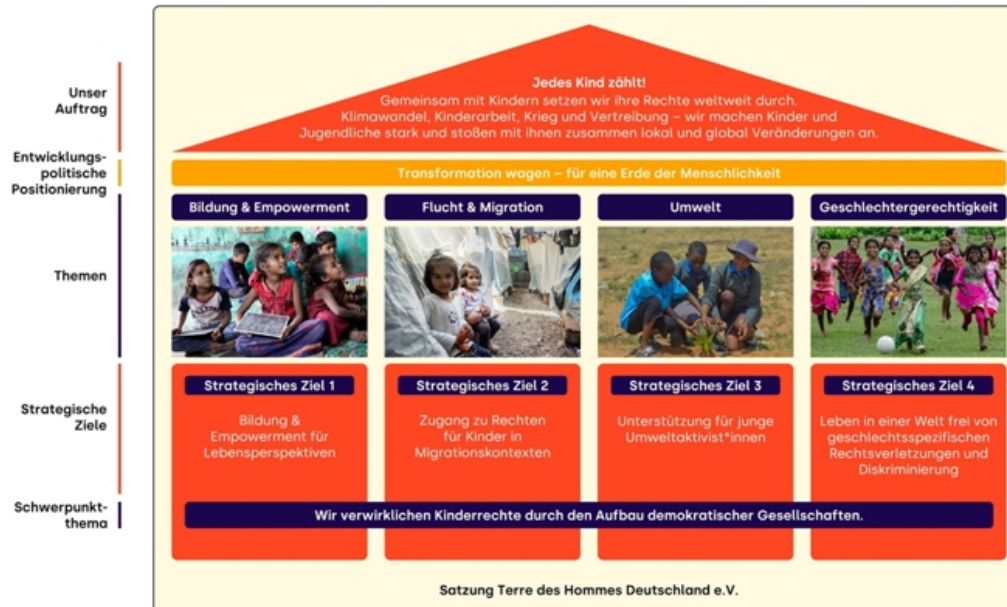 Unser
Auftrag
Jedes Kind zählt!
Gemeinsam mit Kindern setzen wir ihre Rechte weltweit durch.
Klimawandel, Kinderarbeit, Krieg und Vertreibung – wir machen Kinder und
Jugendliche stark und stoßen mit ihnen zusammen lokal und global Veränderungen an.
Entwicklungs-
politische
Positionierung
Transformation wagen – für eine Erde der Menschlichkeit
Themen
Bildung & Empowerment
Flucht & Migration
Umwelt
Geschlechtergerechtigkeit
Strategische
Ziele
Strategisches Ziel 1
Bildung &
Empowerment für
Lebensperspektiven
Strategisches Ziel 2
Zugang zu Rechten
für Kinder in
Migrationskontexten
Strategisches Ziel 3
Unterstützung für junge
Umweltaktivist*innen
Strategisches Ziel 4
Leben in einer Welt frei von
geschlechtsspezifischen
Rechtsverletzungen und
Diskriminierung
Schwerpunkt-
thema
Wir verwirklichen Kinderrechte durch den Aufbau demokratischer Gesellschaften.
Satzung Terre des Hommes Deutschland e.V.